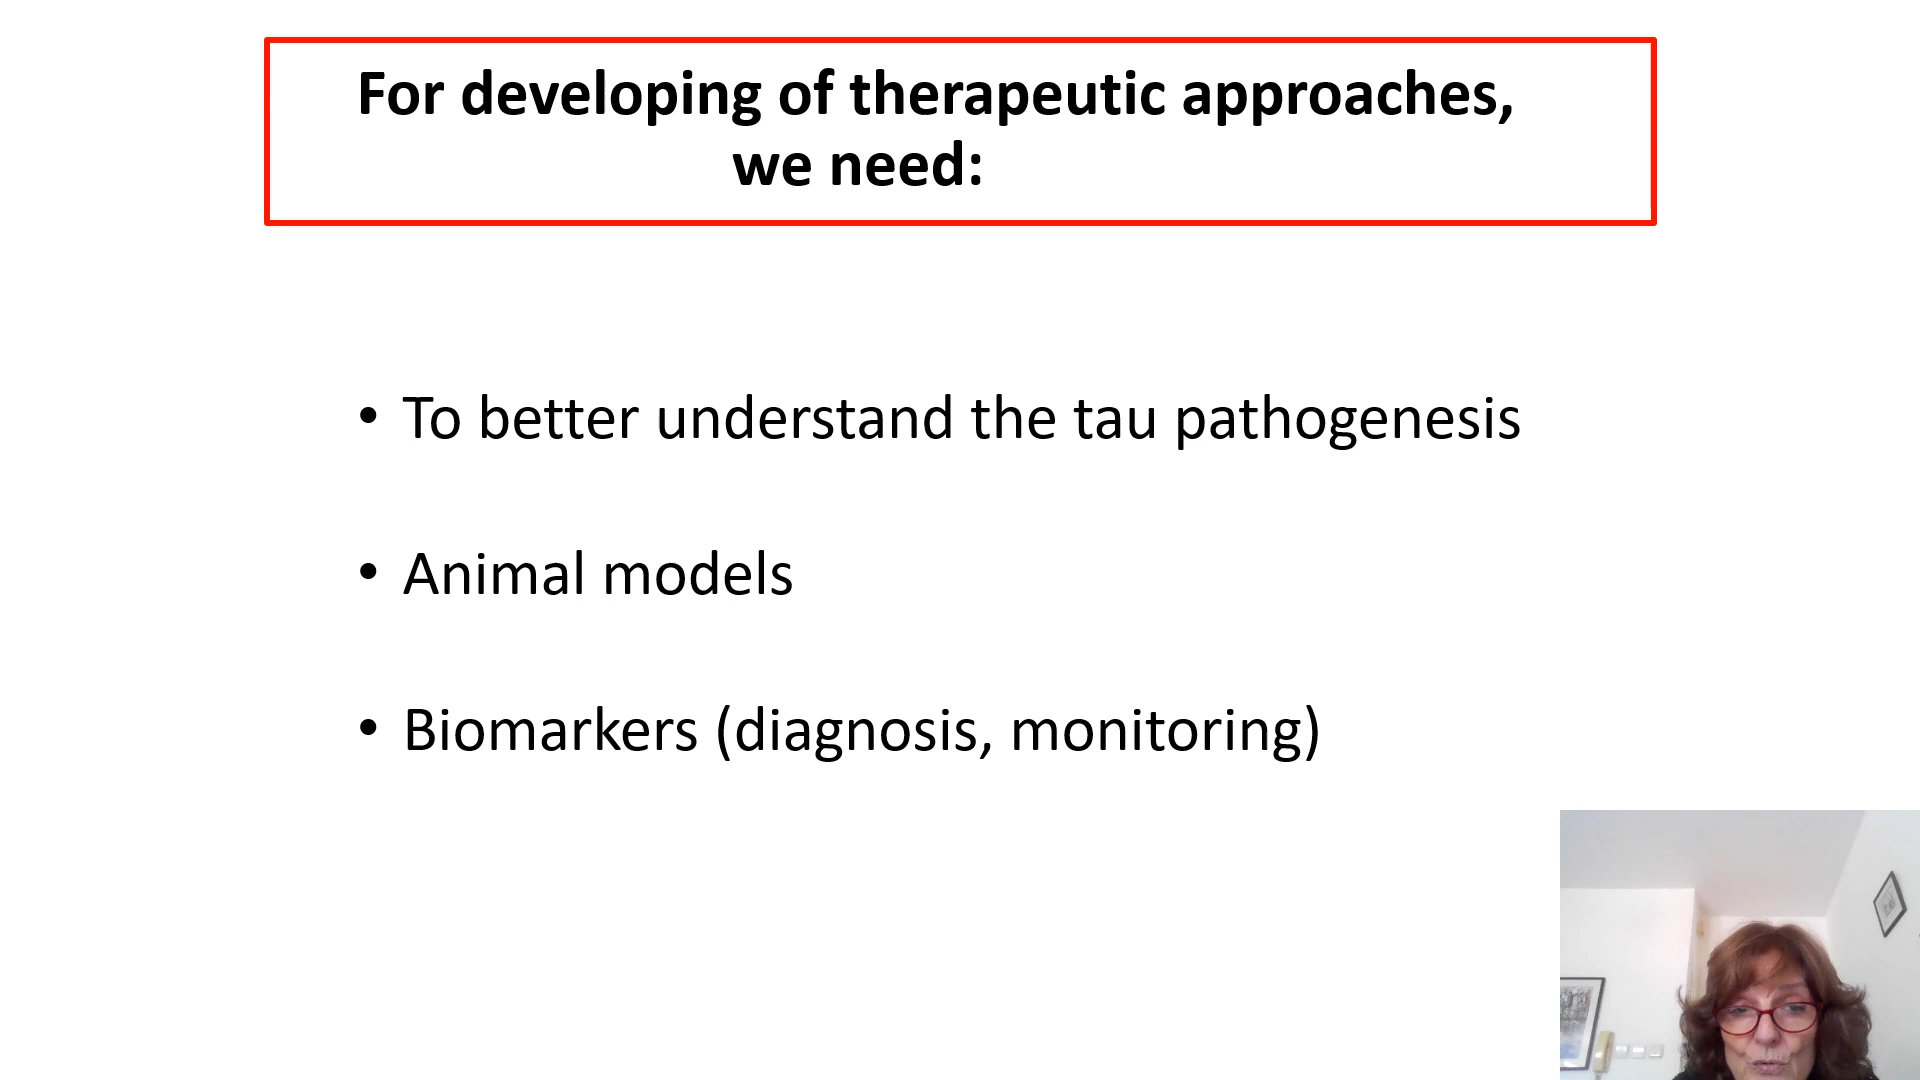 For developing of therapeutic approaches,
we need:
• To better understand the tau pathogenesis
• Animal models
• Biomarkers (diagnosis, monitoring)